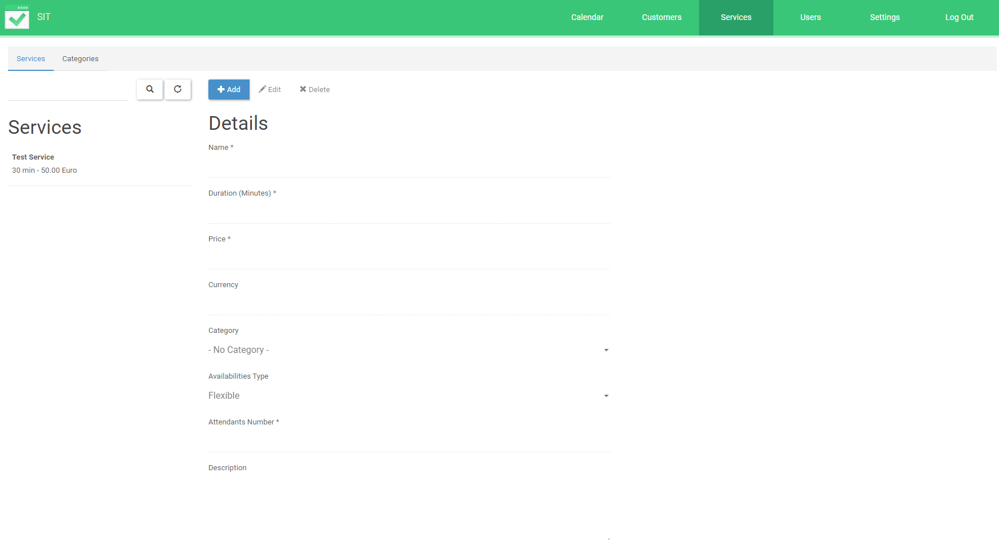 SIT
Calendar
Customers
Services
Users
Settings
Log Out
Services
Categories
Add
Edit
Delete
Services
Test Service
30 min - 50.00 Euro
Details
Name *
Duration (Minutes) *
Price *
Currency
Category
- No Category -
Availabilities Type
Flexible
Attendants Number *
Description